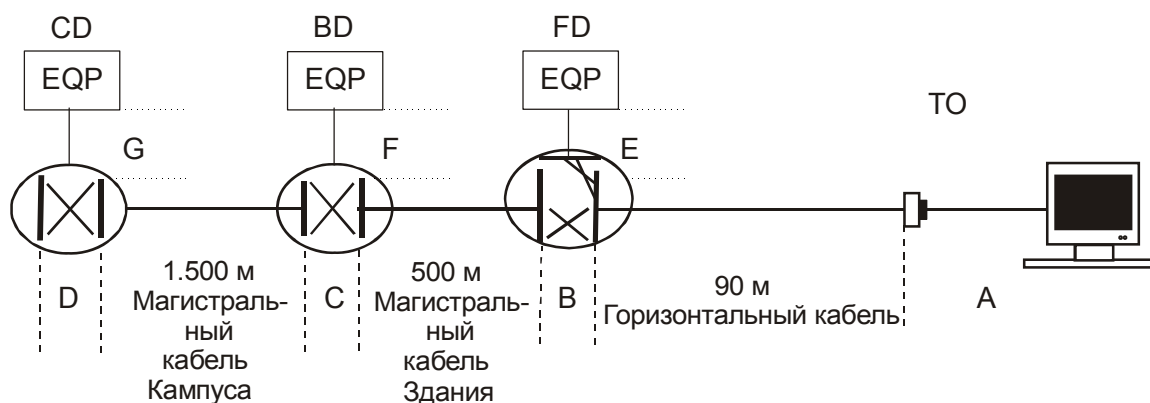 CD
BD
FD
EQP
EQP
EQP
TO
G
F
E
D
1.500 м
Магистраль-
ный
кабель
Кампуса
C
500 м
Магистраль-
ный
кабель
Здания
B
90 м
Горизонтальный кабель
A